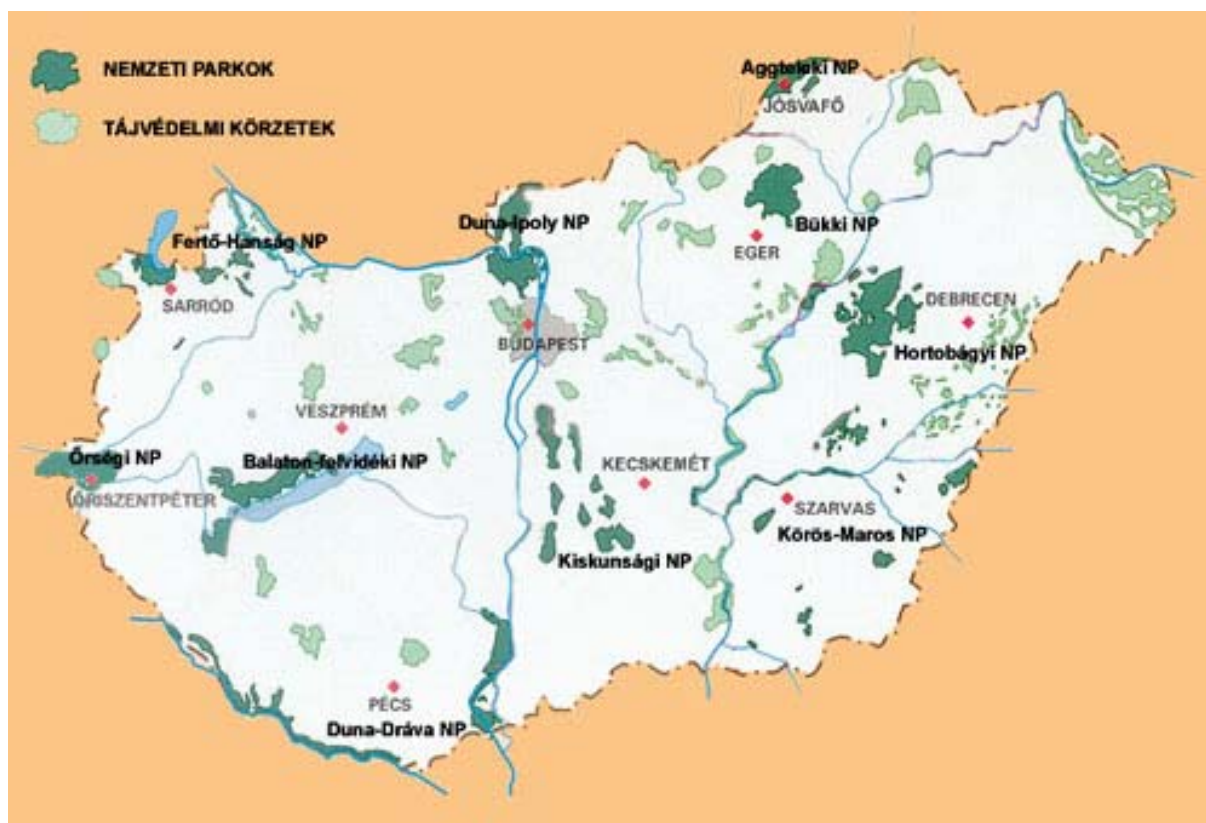 NEMZETI PARKOK
TÁJVÉDELMI KÖRZETEK
Aggteleki NP
JÓSVAFŐ
Duna-Ipoly NP
Bükki NP
Fertő-Hanság NP
EGER
SARRÓD
DEBRECEN
BUDAPEST
Hortobágyi NP
VESZPRÉM
Őrségi NP
Balaton-felvidéki NP
KECSKEMÉT
ŐRISZENTPÉTER
SZARVAS
Körös-Maros NP
Kiskunsági NP
PÉCS
Duna-Dráva NP